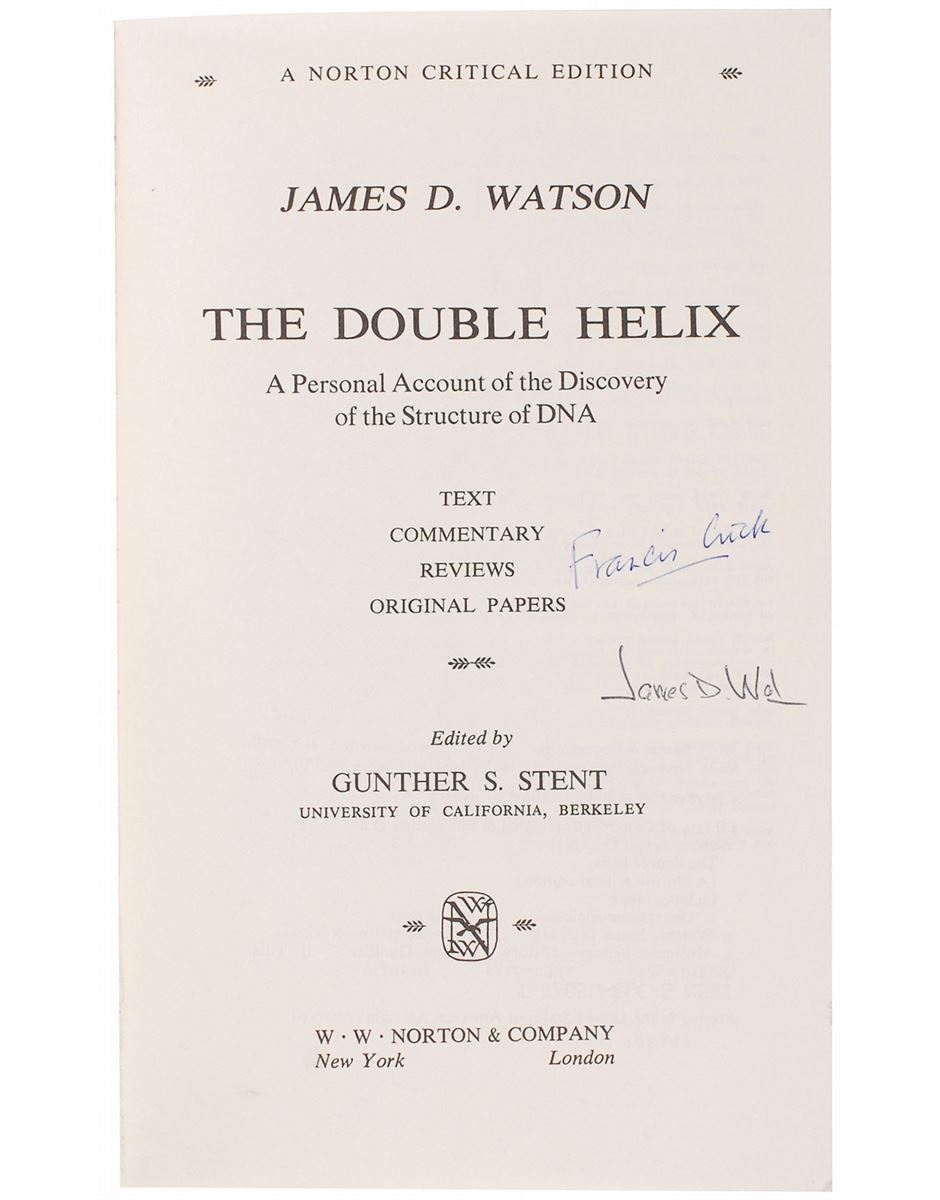 A NORTON CRITICAL EDITION
JAMES D. WATSON
THE DOUBLE HELIX
A Personal Account of the Discovery
of the Structure of DNA
TEXT
COMMENTARY
REVIEWS
ORIGINAL PAPERS
Francis Crick
James D. Wat
Edited by
GUNTHER S. STENT
UNIVERSITY OF CALIFORNIA, BERKELEY
W · W · NORTON & COMPANY
New York London